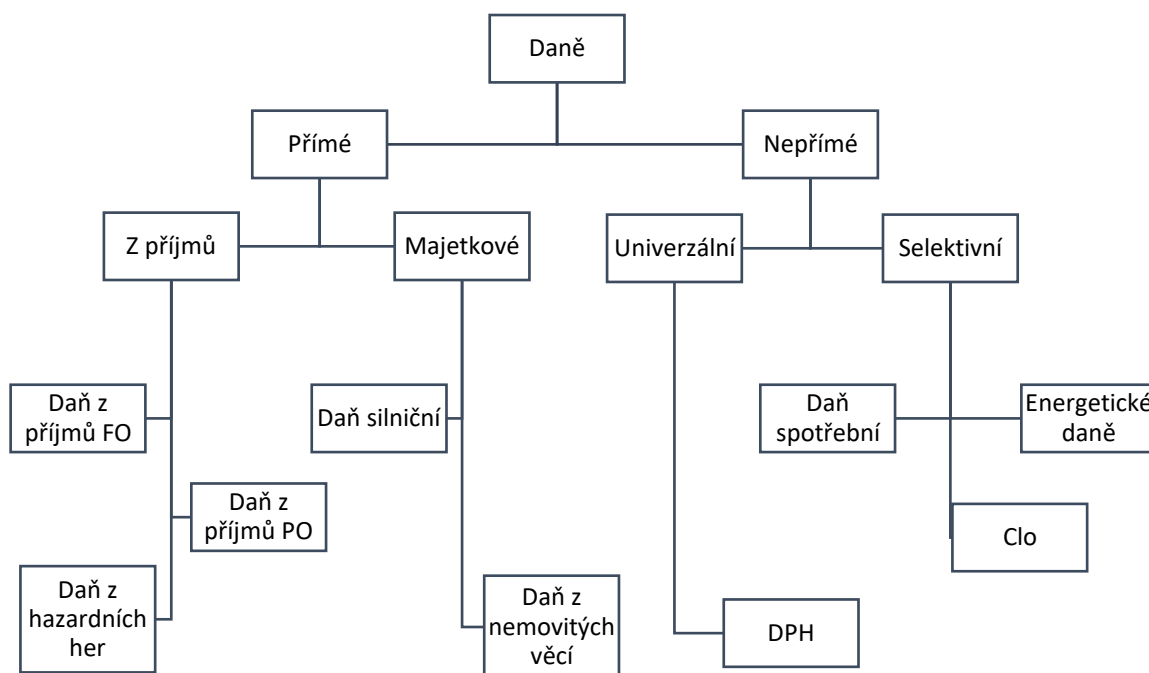 Daně
Přímé
Nepřímé
Z příjmů
Majetkové
Univerzální
Selektivní
Daň z
příjmů FO
Daň silniční
Daň
spotřební
Energetické
daně
Daň z
příjmů PO
Clo
Daň z
hazardních
her
Daň z
nemovitých
věcí
DPH